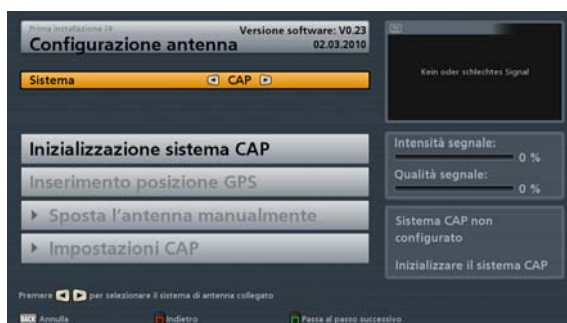 Prima installazione
Versione software: V0.23
Configurazione antenna
02.03.2010
Sistema
CAP
Kein oder schlechtes Signal
Inizializzazione sistema CAP
Inserimento posizione GPS
Sposta l'antenna manualmente
Impostazioni CAP
Intensità segnale:
0 %
Qualità segnale:
0 %
Sistema CAP non
configurato
Inizializzare il sistema CAP
Premere per selezionare il sistema di antenna collegato
BACK Annulla
Indietro
Passa al passo successivo